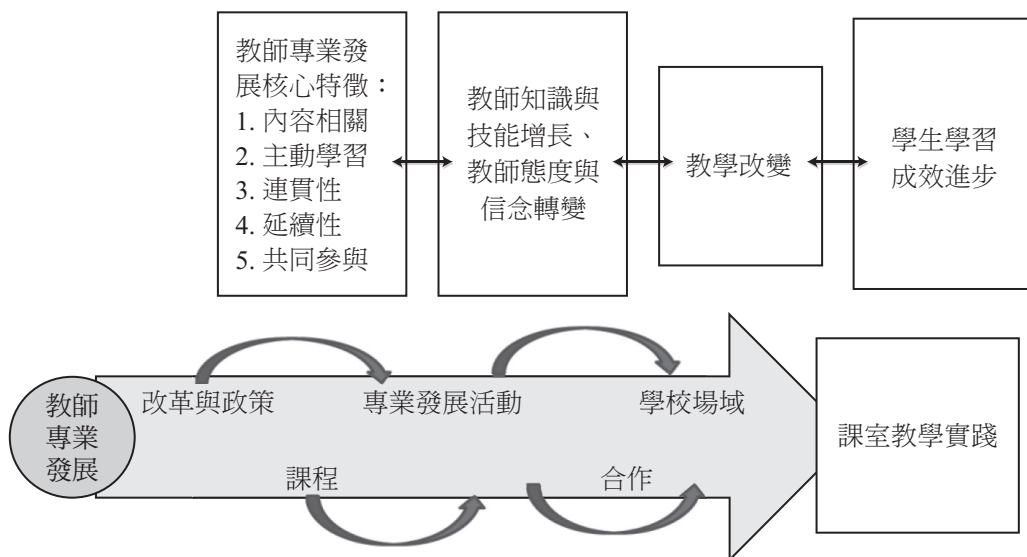 教師專業發
展核心特徵：
1. 內容相關
2. 主動學習
3. 連貫性
4. 延續性
5. 共同參與
教師知識與
技能增長、
教師態度與
信念轉變
教學改變
學生學習
成效進步
教師
專業
發展
改革與政策
專業發展活動
學校場域
課程
合作
課室教學實踐